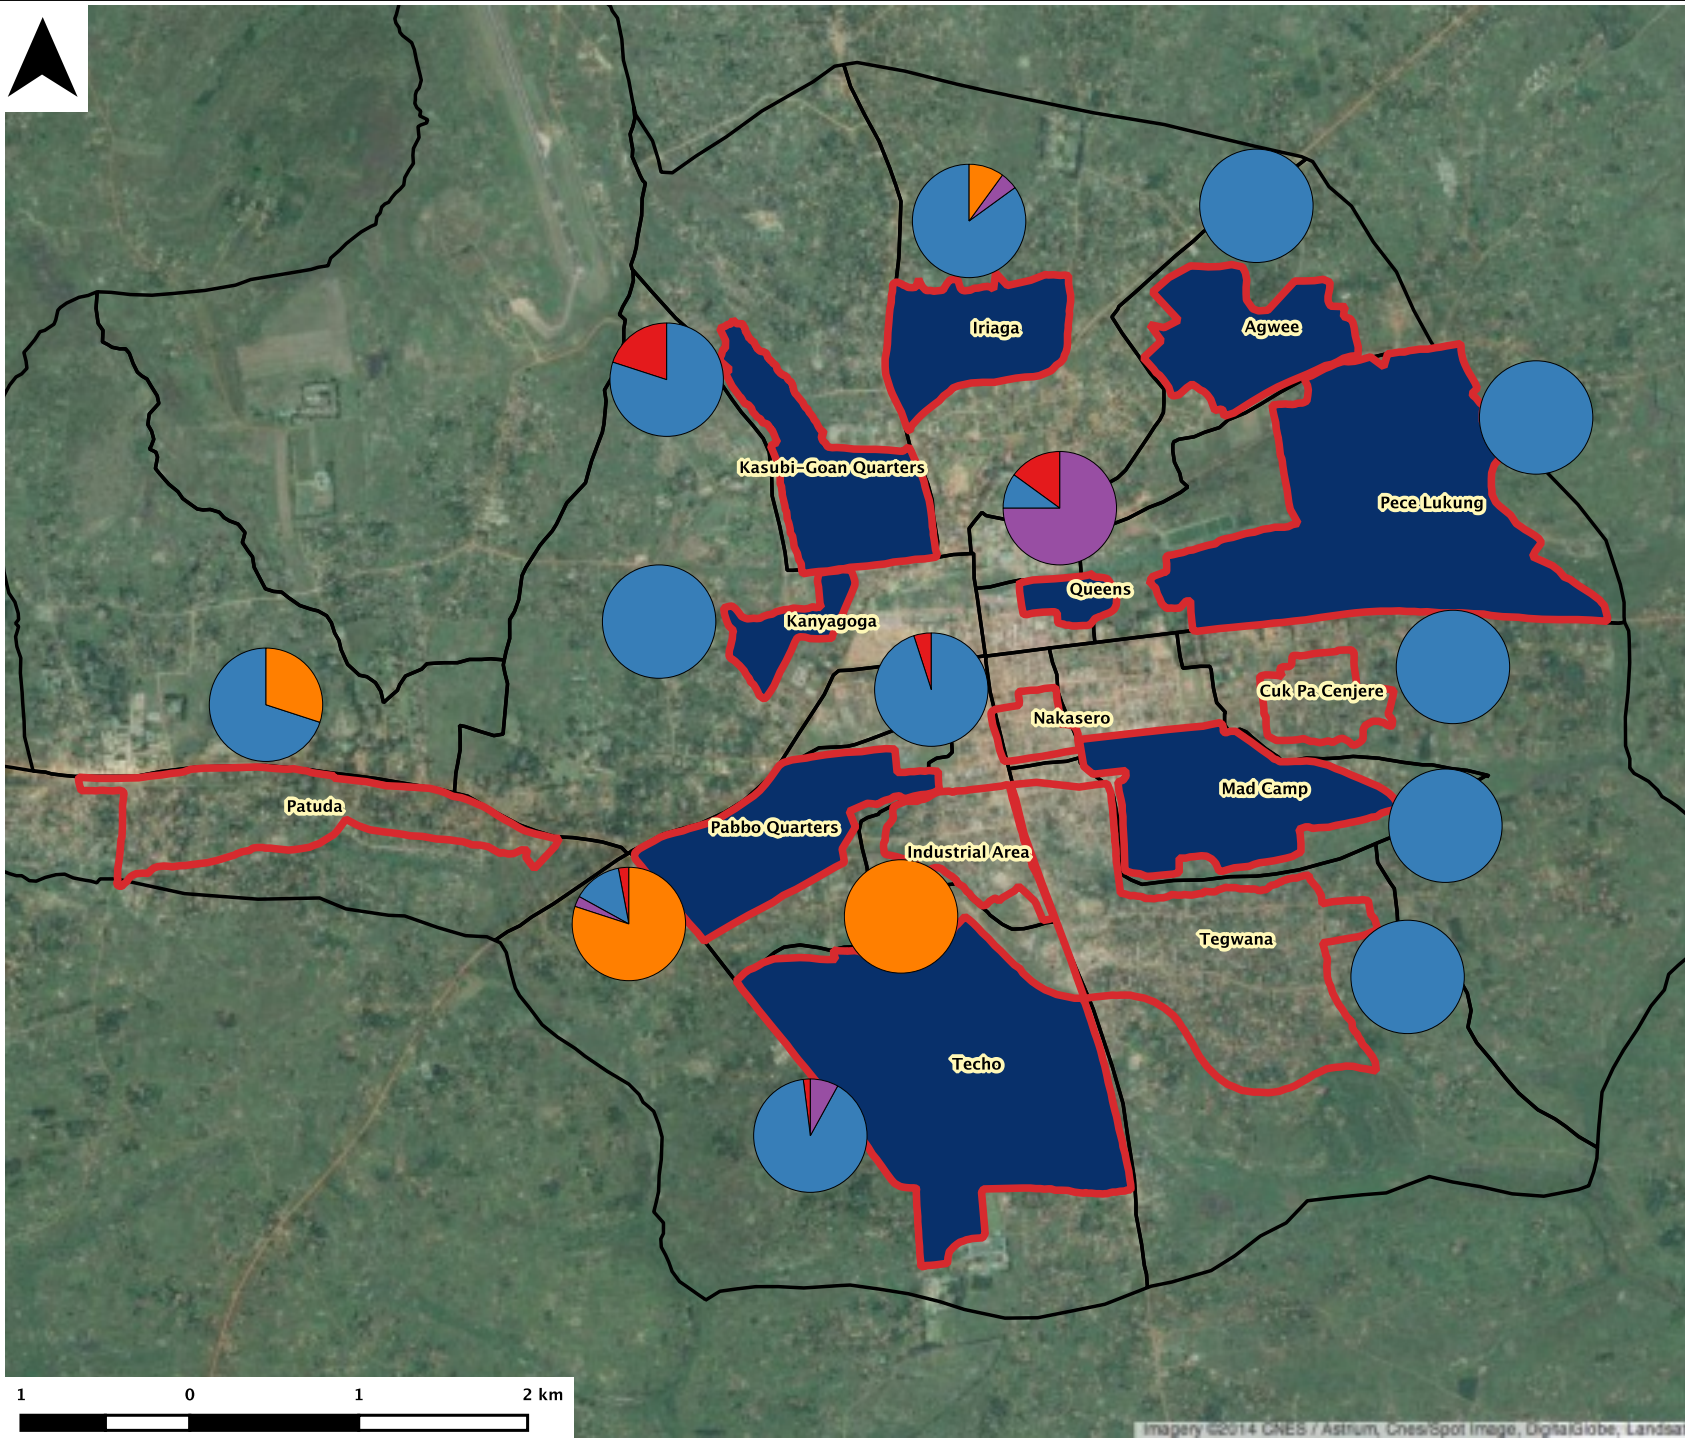 Iriaga
Agwee
Kasubi-Goan Quarters
Pece Lukung
Queens
Kanyagoga
Cuk Pa Cenjere
Nakasero
Mad Camp
Patuda
Pabbo Quarters
Industrial Area
Tegwana
Techo
1 0 1 2 km
Imagery ©2014 CNES / Astrium, Cnes/Spot Image, DigitalGlobe, Landsa